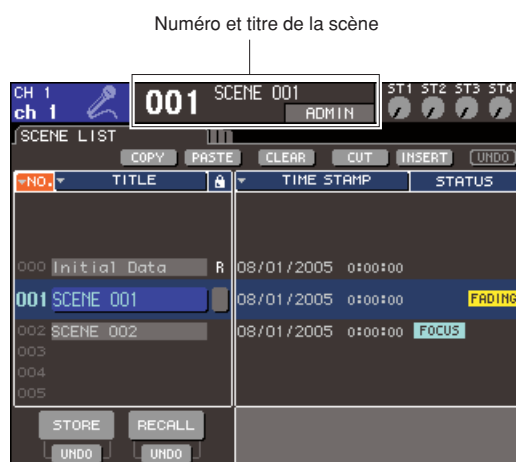 Numéro et titre de la scène
CH 1
ch 1
001
SCENE 001
ADMIN
ST1 ST2 ST3 ST4
SCENE LIST
COPY PASTE CLEAR CUT INSERT UNDO
NO. TITLE TIME STAMP STATUS
000 Initial Data R 08/01/2005 0:00:00
001 SCENE 001 08/01/2005 0:00:00 FADING
002 SCENE 002 08/01/2005 0:00:00 FOCUS
003
004
005
STORE RECALL
UNDO UNDO